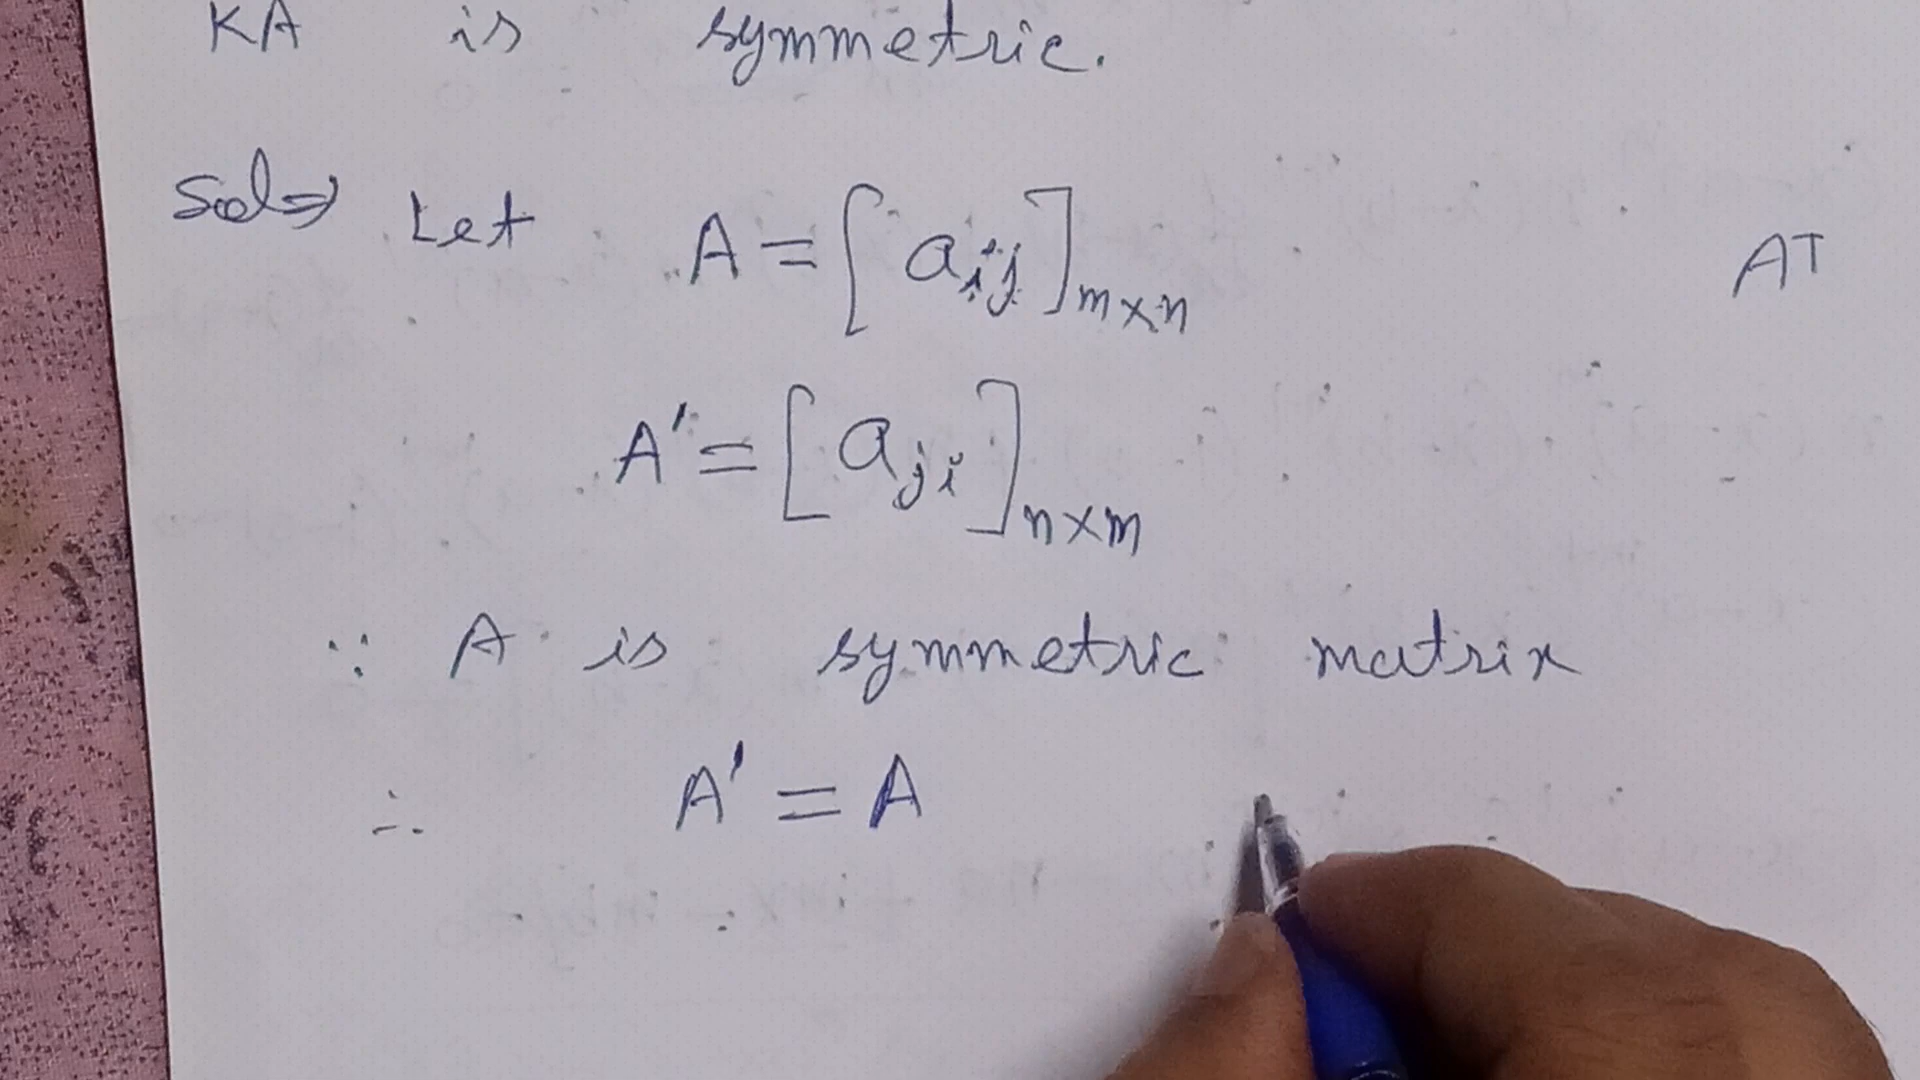 KA is symmetric.
Sol⇒ Let A = [aij]m×n AT
A' = [aji]n×m
∵ A is symmetric matrix
∴ A' = A